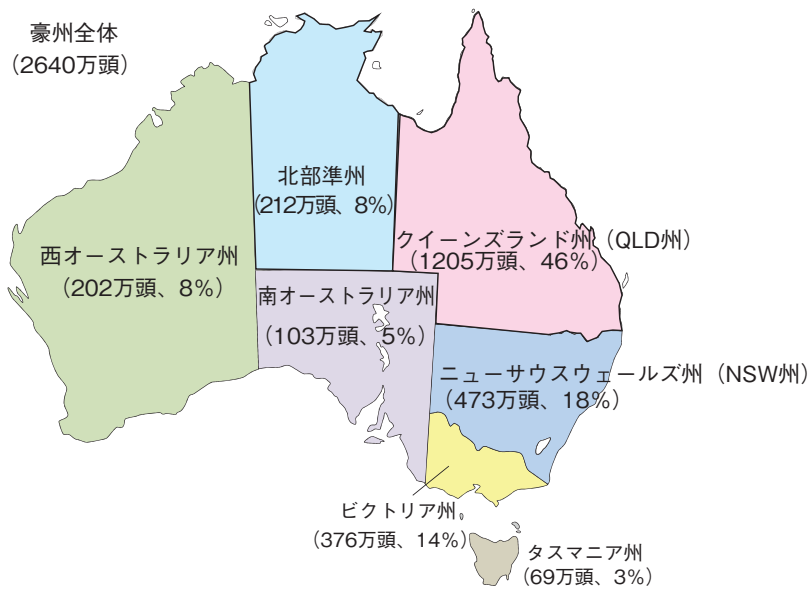 豪州全体
（2640万頭）
北部準州
（212万頭、8%）
クイーンズランド州（QLD州）
（1205万頭、46%）
西オーストラリア州
（202万頭、8%）
南オーストラリア州
（103万頭、5%）
ニューサウスウェールズ州（NSW州）
（473万頭、18%）
ビクトリア州
（376万頭、14%）
タスマニア州
（69万頭、3%）